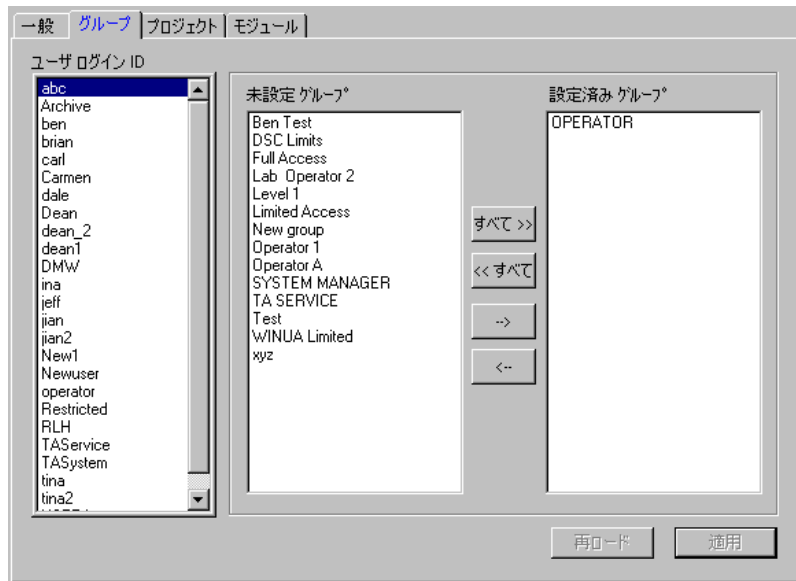 一般 グループ プロジェクト モジュール
ユーザ ログイン ID
abc
Archive
ben
brian
carl
Carmen
dale
Dean
dean_2
dean1
DMW
ina
jeff
jian
jian2
New1
Newuser
operator
Restricted
RLH
TAService
TASystem
tina
tina2
未設定 グループ
Ben Test
DSC Limits
Full Access
Lab  Operator 2
Level 1
Limited Access
New group
Operator 1
Operator A
SYSTEM MANAGER
TA SERVICE
Test
WINUA Limited
xyz
すべて >>
<< すべて
-->
<--
設定済み グループ
OPERATOR
再ロード 適用